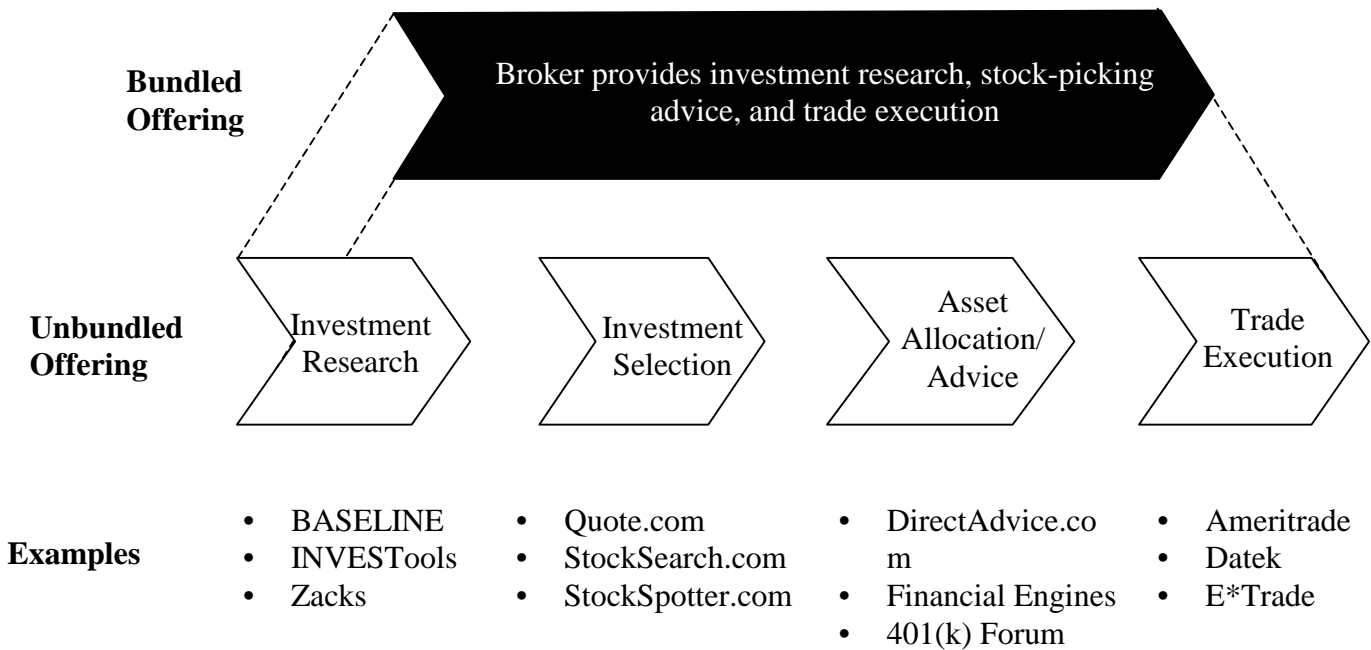 Bundled
Offering
Broker provides investment research, stock-picking
advice, and trade execution
Unbundled
Offering
Investment
Research
Investment
Selection
Asset
Allocation/
Advice
Trade
Execution
Examples
• BASELINE
• INVESTools
• Zacks
• Quote.com
• StockSearch.com
• StockSpotter.com
• DirectAdvice.co
m
• Financial Engines
• 401(k) Forum
• Ameritrade
• Datek
• E*Trade